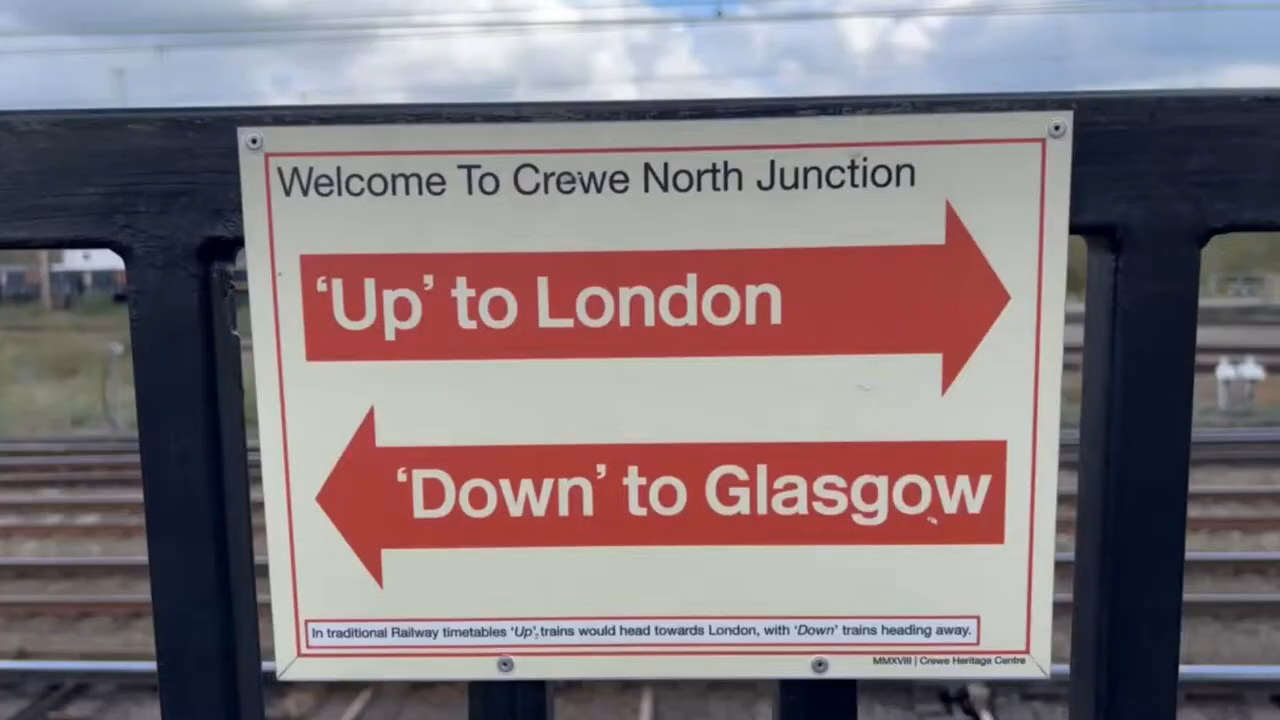 Welcome To Crewe North Junction
‘Up’ to London
‘Down’ to Glasgow
In traditional Railway timetables ‘Up’, trains would head towards London, with ‘Down’ trains heading away.
MMXVIII | Crewe Heritage Centre